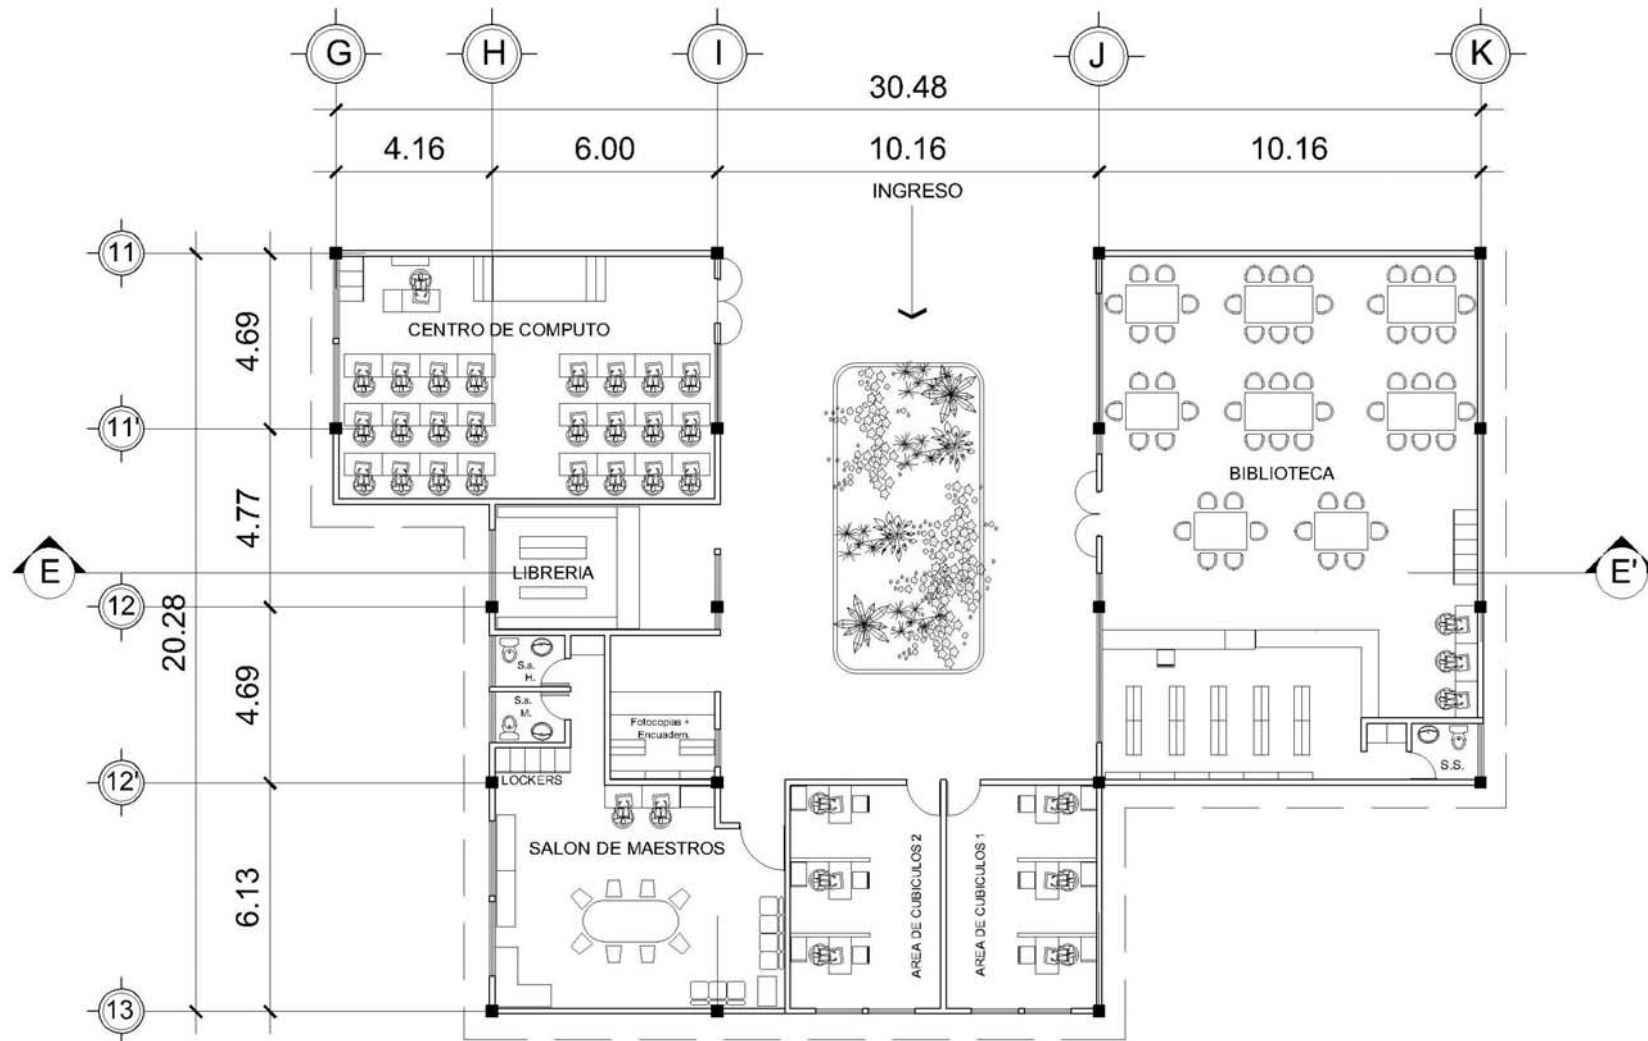 G H I J K
30.48
4.16 6.00 10.16 10.16
INGRESO
11
CENTRO DE COMPUTO
4.69
11'
BIBLIOTECA
4.77
E LIBRERIA E'
12
20.28
S.s.
H.
4.69
S.s.
M.
Fotocopias +
Encuadern.
S.S.
12' LOCKERS
SALON DE MAESTROS
AREA DE CUBICULOS 2
AREA DE CUBICULOS 1
6.13
13